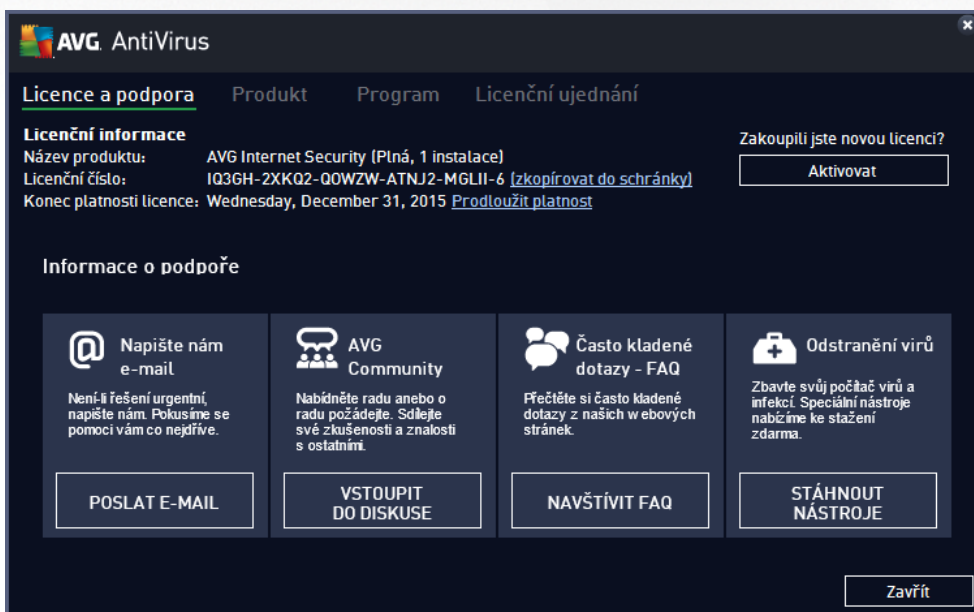 AVG. AntiVirus
Licence a podpora Produkt Program Licenční ujednání
Licenční informace
Název produktu: AVG Internet Security (Plná, 1 instalace)
Licenční číslo: IQ3GH-2XKQ2-QOWZW-ATNJ2-MGLII-6 (zkopírovat do schránky)
Konec platnosti licence: Wednesday, December 31, 2015 Prodloužit platnost
Zakoupili jste novou licenci?
Aktivovat
Informace o podpoře
Napište nám
e-mail
Není-li řešení urgentní,
napište nám. Pokusíme se
pomoci vám co nejdříve.
POSLAT E-MAIL
AVG
Community
Nabídněte radu anebo o
radu požádejte. Sdílejte
své zkušenosti a znalosti
s ostatními.
VSTOUPIT
DO DISKUSE
Často kladené
dotazy - FAQ
Přečtěte si často kladené
dotazy z našich webových
stránek.
NAVŠTÍVIT FAQ
Odstranění virů
Zbavte svůj počítač virů a
infekcí. Speciální nástroje
nabízíme ke stažení
zdarma.
STÁHNOUT
NÁSTROJE
Zavřít